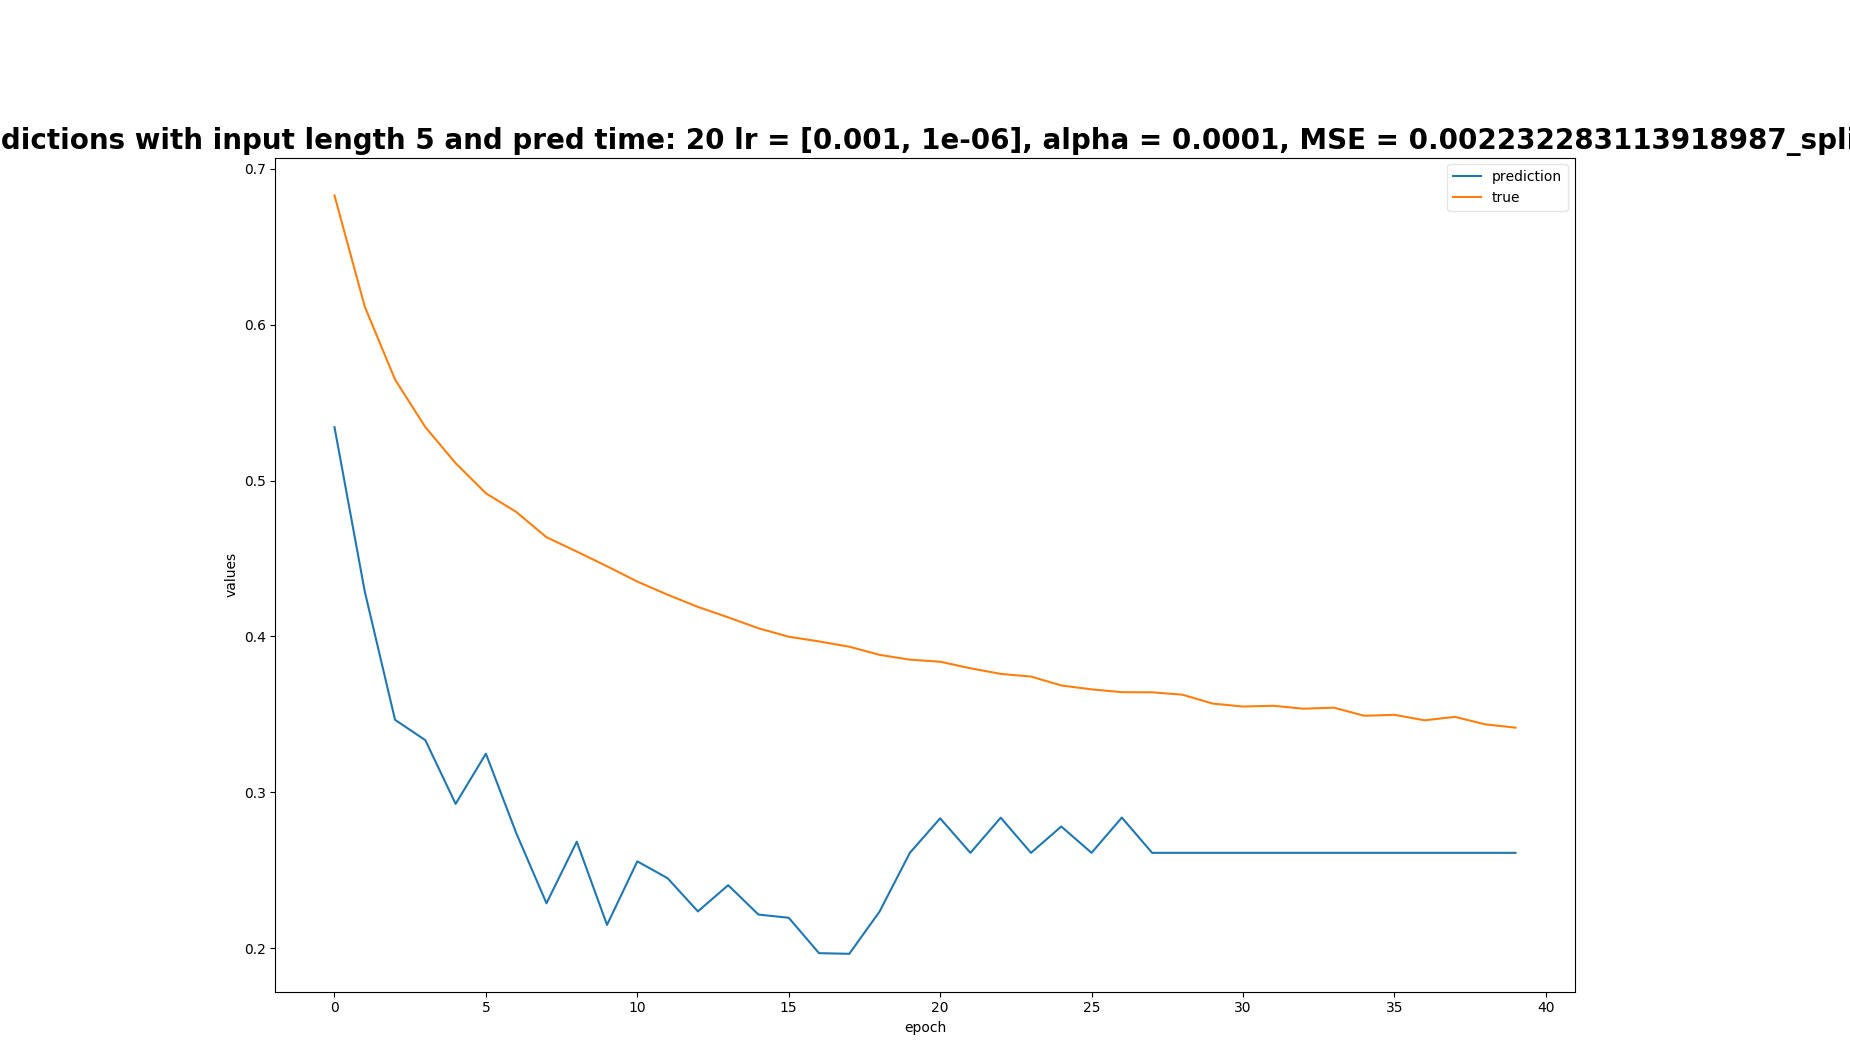 dictions with input length 5 and pred time: 20 lr = [0.001, 1e-06], alpha = 0.0001, MSE = 0.002232283113918987_spli
prediction
true
0.7
0.6
0.5
0.4
0.3
0.2
values
0 5 10 15 20 25 30 35 40
epoch